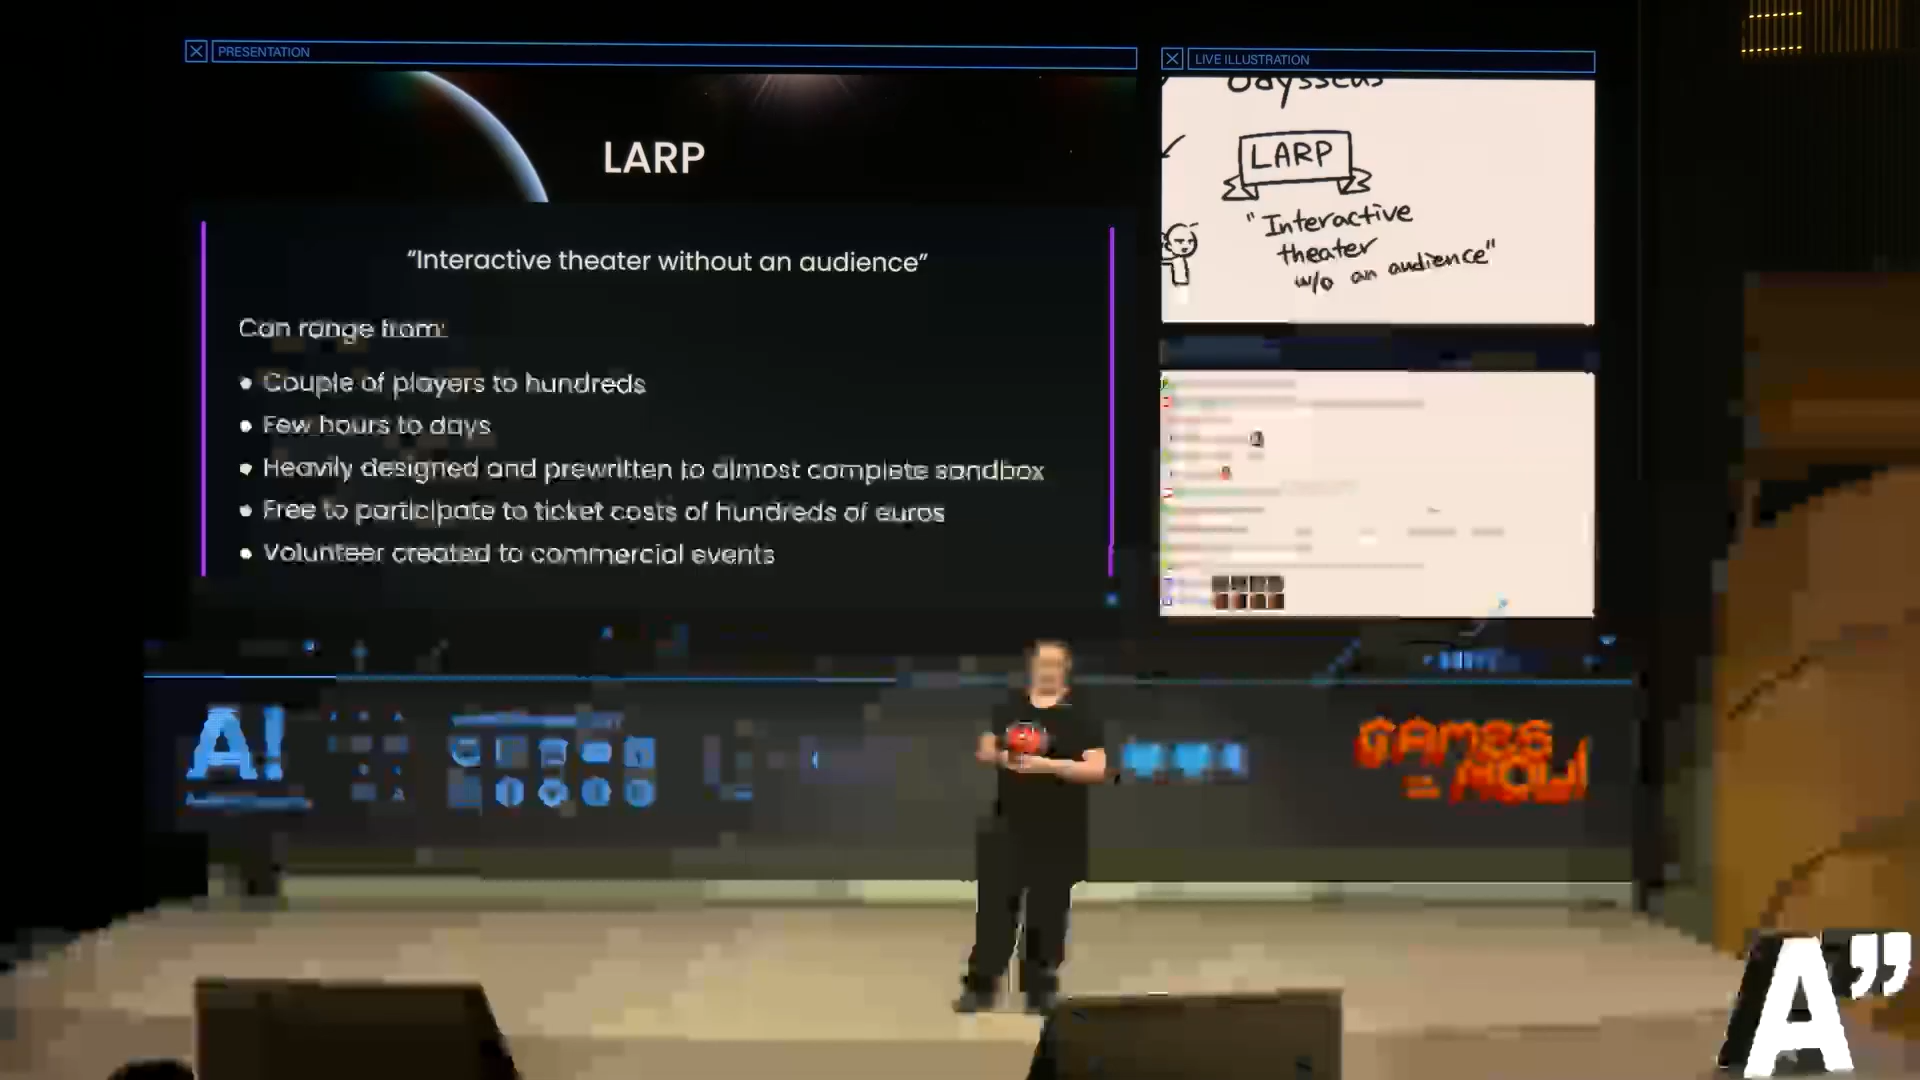 PRESENTATION
LARP
“Interactive theater without an audience”
Can range from:
• Couple of players to hundreds
• Few hours to days
• Heavily designed and prewritten to almost complete sandbox
• Free to participate to ticket costs of hundreds of euros
• Volunteer created to commercial events
LIVE ILLUSTRATION
Odysseus
LARP
"Interactive
theater
w/o an audience"
A!
GAMES
NOW!
A”